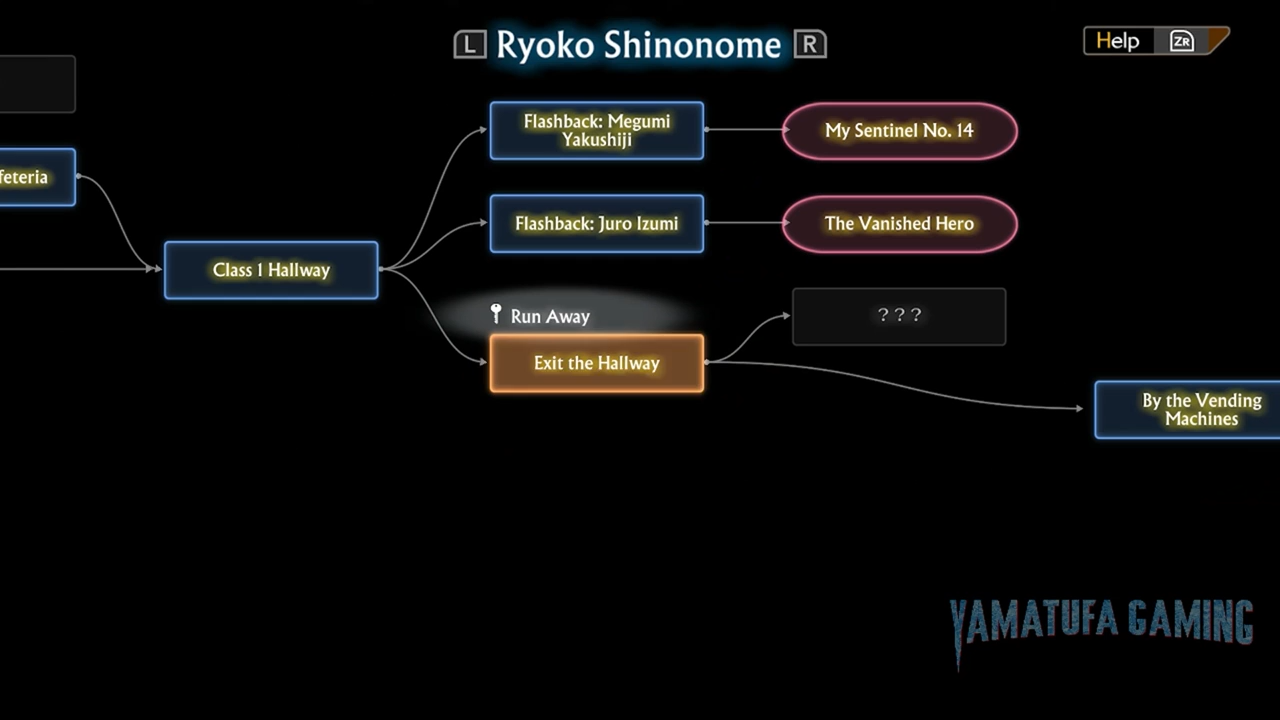 L Ryoko Shinonome R
Help ZR
Flashback: Megumi
Yakushiji
My Sentinel No. 14
feteria
Flashback: Juro Izumi
The Vanished Hero
Class 1 Hallway
Run Away
? ? ?
Exit the Hallway
By the Vending
Machines
YAMATUFA GAMING